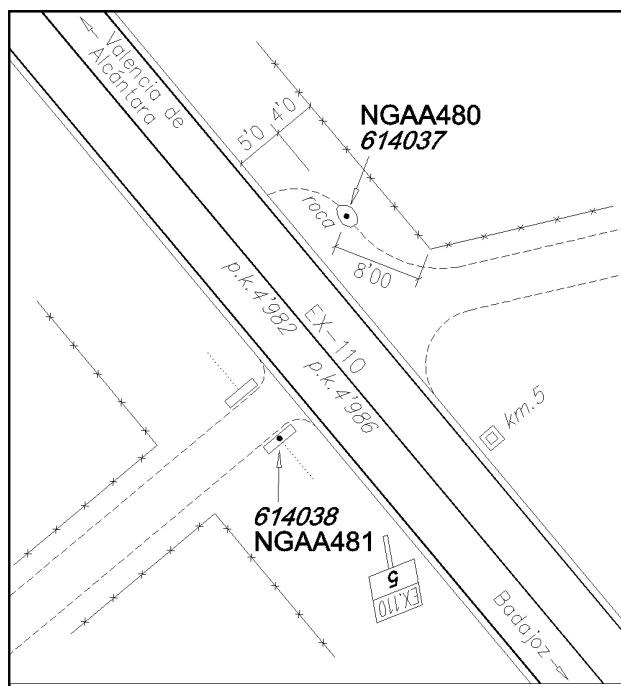 Valencia de
Alcántara
5'0
4'0
NGAA480
614037
roca
8'00
p.k.4'982
EX-110
p.k.4'986
km.5
614038
NGAA481
5
EX.110
Badajoz